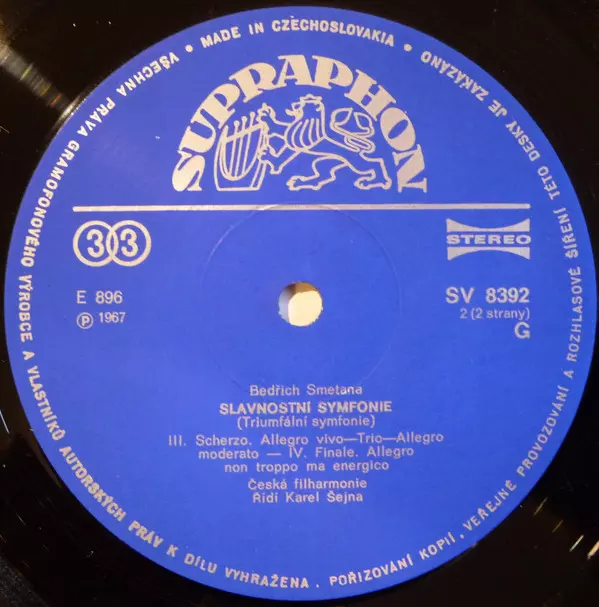 MADE IN CZECHOSLOVAKIA •
VŠECHNA PRÁVA GRAMOFONOVÉHO VÝROBCE A VLASTNÍKŮ AUTORSKÝCH PRÁV K DÍLU VYHRAŽENA. POŘIZOVÁNÍ KOPIÍ, VEŘEJNÉ PROVOZOVÁNÍ A ROZHLASOVÉ ŠÍŘENÍ TÉTO DESKY JE ZAKÁZÁNO •
SUPRAPHON
33
STEREO
E 896
Ⓟ 1967
SV 8392
2 (2 strany)
G
Bedřich Smetana
SLAVNOSTNÍ SYMFONIE
(Triumfální symfonie)
III. Scherzo. Allegro vivo—Trio—Allegro
moderato — IV. Finale. Allegro
non troppo ma energico
Česká filharmonie
Řídí Karel Šejna